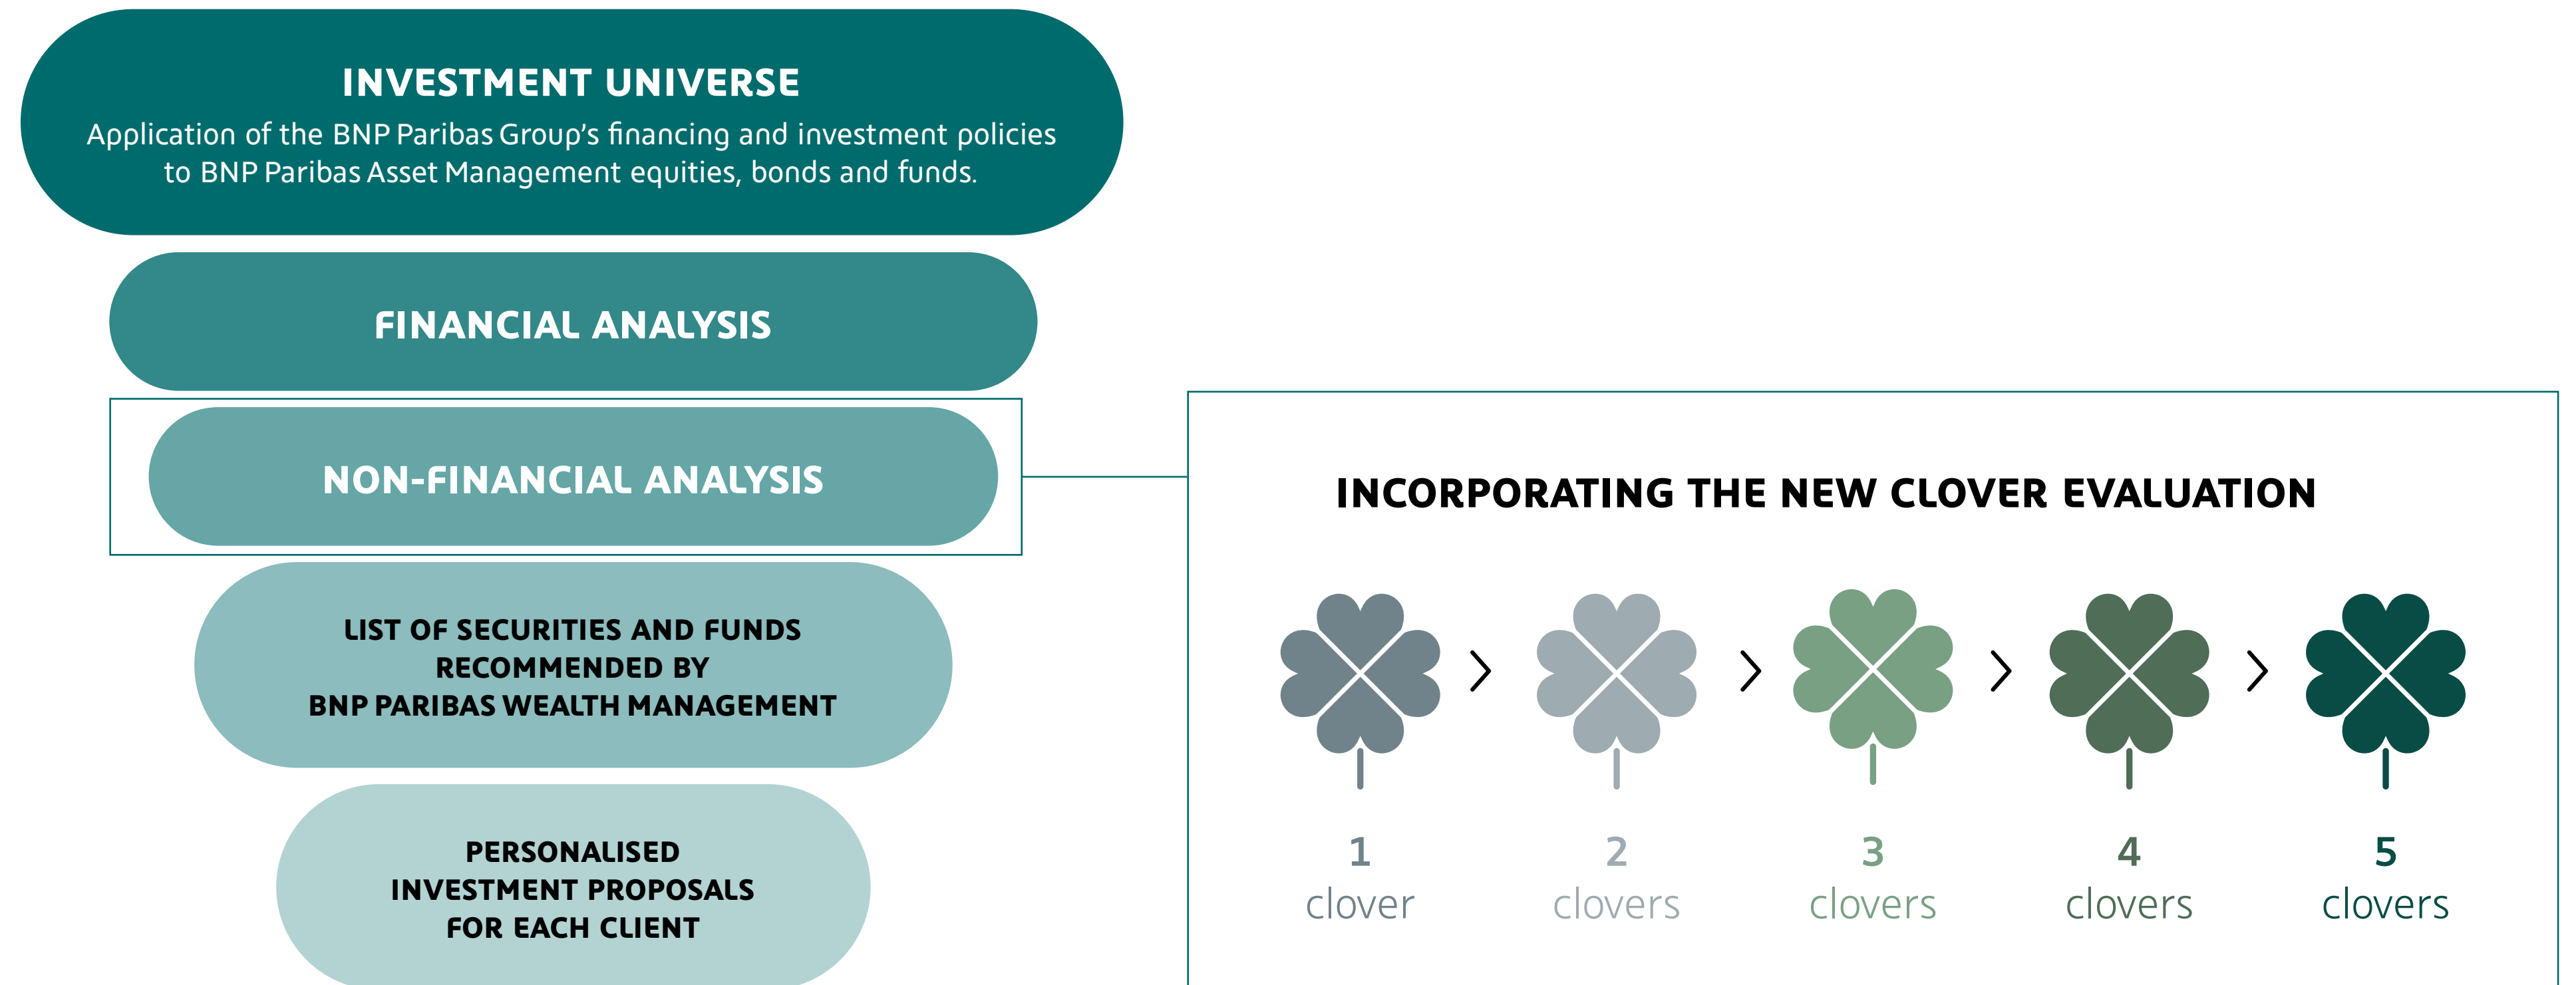 INVESTMENT UNIVERSE
Application of the BNP Paribas Group’s financing and investment policies
to BNP Paribas Asset Management equities, bonds and funds.
FINANCIAL ANALYSIS
NON-FINANCIAL ANALYSIS
LIST OF SECURITIES AND FUNDS
RECOMMENDED BY
BNP PARIBAS WEALTH MANAGEMENT
PERSONALISED
INVESTMENT PROPOSALS
FOR EACH CLIENT
INCORPORATING THE NEW CLOVER EVALUATION
1 2 3 4 5
clover clovers clovers clovers clovers